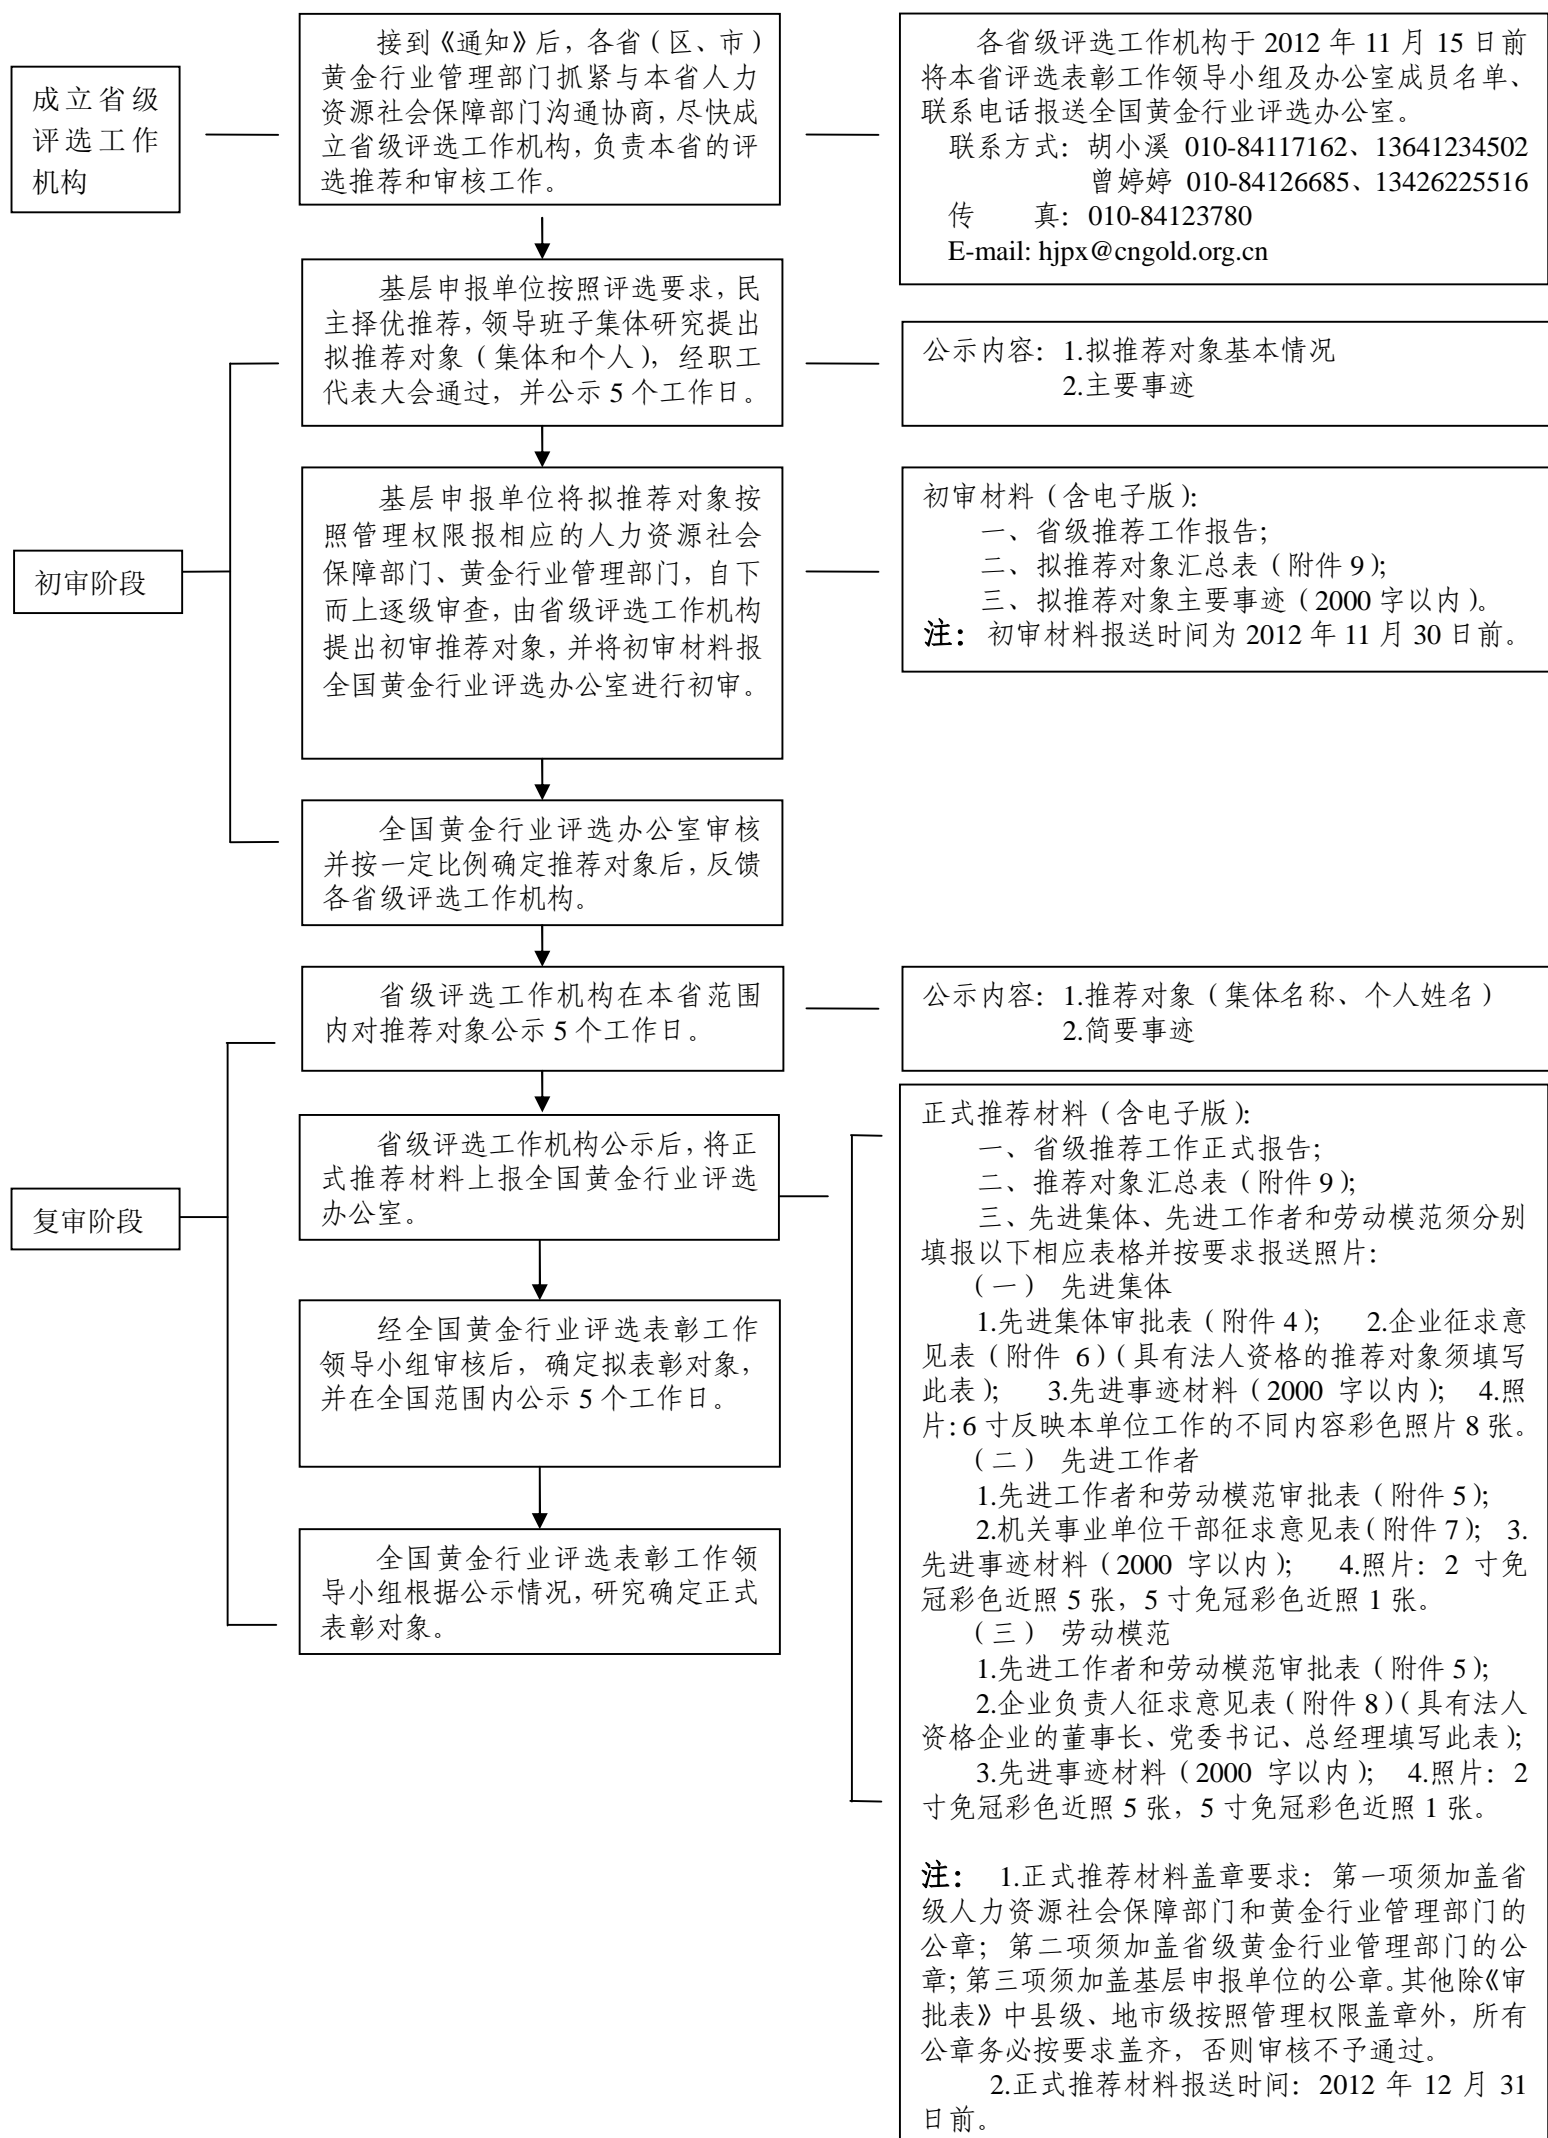 成立省级
评选工作
机构
接到《通知》后，各省（区、市）
黄金行业管理部门抓紧与本省人力
资源社会保障部门沟通协商，尽快成
立省级评选工作机构，负责本省的评
选推荐和审核工作。
各省级评选工作机构于 2012 年 11 月 15 日前
将本省评选表彰工作领导小组及办公室成员名单、
联系电话报送全国黄金行业评选办公室。
联系方式：胡小溪 010-84117162、13641234502
曾婷婷 010-84126685、13426225516
传 真：010-84123780
E-mail: hjpx@cngold.org.cn
基层申报单位按照评选要求，民
主择优推荐，领导班子集体研究提出
拟推荐对象（集体和个人），经职工
代表大会通过，并公示 5 个工作日。
公示内容：1.拟推荐对象基本情况
2.主要事迹
初审阶段
基层申报单位将拟推荐对象按
照管理权限报相应的人力资源社会
保障部门、黄金行业管理部门，自下
而上逐级审查，由省级评选工作机构
提出初审推荐对象，并将初审材料报
全国黄金行业评选办公室进行初审。
初审材料（含电子版）：
一、省级推荐工作报告；
二、拟推荐对象汇总表（附件 9）；
三、拟推荐对象主要事迹（2000 字以内）。
注：初审材料报送时间为 2012 年 11 月 30 日前。
全国黄金行业评选办公室审核
并按一定比例确定推荐对象后，反馈
各省级评选工作机构。
省级评选工作机构在本省范围
内对推荐对象公示 5 个工作日。
公示内容：1.推荐对象（集体名称、个人姓名）
2.简要事迹
复审阶段
省级评选工作机构公示后，将正
式推荐材料上报全国黄金行业评选
办公室。
经全国黄金行业评选表彰工作
领导小组审核后，确定拟表彰对象，
并在全国范围内公示 5 个工作日。
全国黄金行业评选表彰工作领
导小组根据公示情况，研究确定正式
表彰对象。
正式推荐材料（含电子版）：
一、省级推荐工作正式报告；
二、推荐对象汇总表（附件 9）；
三、先进集体、先进工作者和劳动模范须分别
填报以下相应表格并按要求报送照片：
（一） 先进集体
1.先进集体审批表（附件 4）； 2.企业征求意
见表（附件 6）（具有法人资格的推荐对象须填写
此表）； 3.先进事迹材料（2000 字以内）； 4.照
片：6 寸反映本单位工作的不同内容彩色照片 8 张。
（二） 先进工作者
1.先进工作者和劳动模范审批表（附件 5）；
2.机关事业单位干部征求意见表（附件 7）； 3.
先进事迹材料（2000 字以内）； 4.照片：2 寸免
冠彩色近照 5 张，5 寸免冠彩色近照 1 张。
（三） 劳动模范
1.先进工作者和劳动模范审批表（附件 5）；
2.企业负责人征求意见表（附件 8）（具有法人
资格企业的董事长、党委书记、总经理填写此表）；
3.先进事迹材料（2000 字以内）； 4.照片：2
寸免冠彩色近照 5 张，5 寸免冠彩色近照 1 张。
注： 1.正式推荐材料盖章要求：第一项须加盖省
级人力资源社会保障部门和黄金行业管理部门的
公章；第二项须加盖省级黄金行业管理部门的公
章；第三项须加盖基层申报单位的公章。其他除《审
批表》中县级、地市级按照管理权限盖章外，所有
公章务必按要求盖齐，否则审核不予通过。
2.正式推荐材料报送时间：2012 年 12 月 31
日前。